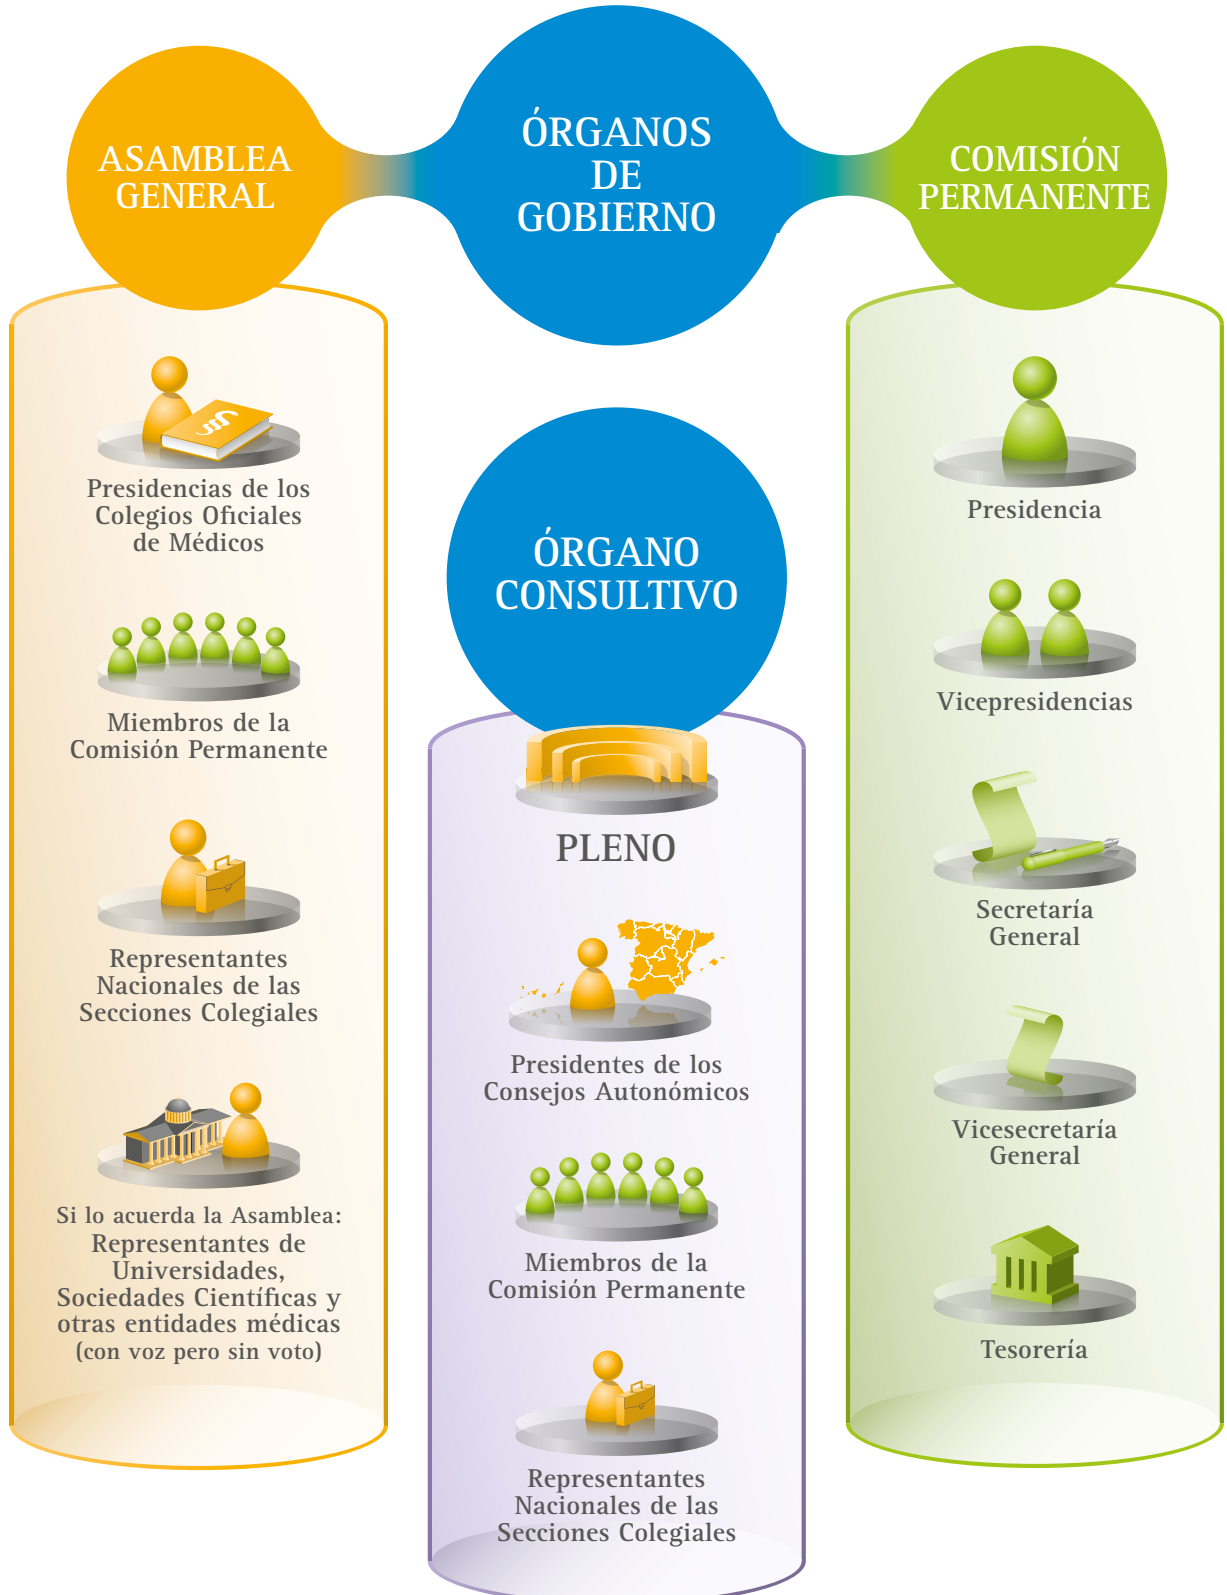 ÓRGANOS
DE
GOBIERNO
ASAMBLEA
GENERAL
Presidencias de los
Colegios Oficiales
de Médicos
Miembros de la
Comisión Permanente
Representantes
Nacionales de las
Secciones Colegiales
Si lo acuerda la Asamblea:
Representantes de
Universidades,
Sociedades Científicas y
otras entidades médicas
(con voz pero sin voto)
ÓRGANO
CONSULTIVO
PLENO
Presidentes de los
Consejos Autonómicos
Miembros de la
Comisión Permanente
Representantes
Nacionales de las
Secciones Colegiales
COMISIÓN
PERMANENTE
Presidencia
Vicepresidencias
Secretaría
General
Vicesecretaría
General
Tesorería